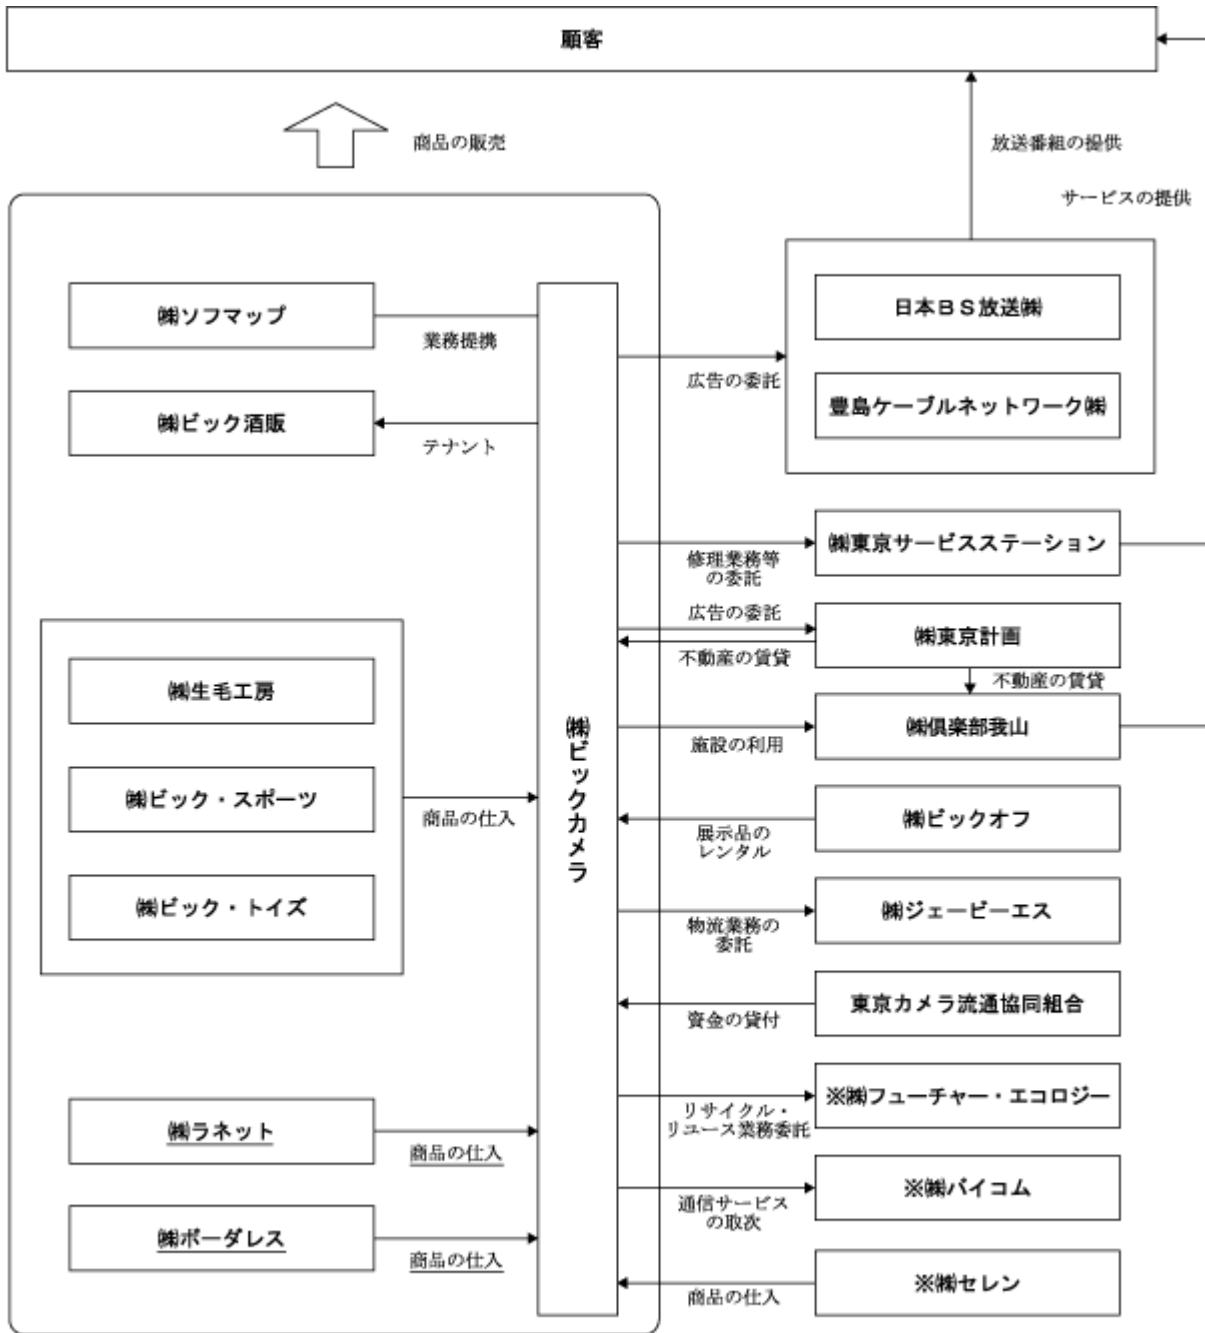 顧客
商品の販売
放送番組の提供
サービスの提供
㈱ソフマップ
業務提携
㈱ビック酒販
テナント
日本ＢＳ放送㈱
広告の委託
豊島ケーブルネットワーク㈱
㈱東京サービスステーション
修理業務等
の委託
広告の委託
㈱東京計画
不動産の賃貸
不動産の賃貸
㈱生毛工房
㈱ビック・スポーツ
㈱ビック・トイズ
商品の仕入
㈱ビックカメラ
㈱倶楽部我山
施設の利用
㈱ビックオフ
展示品の
レンタル
㈱ジェービーエス
物流業務の
委託
東京カメラ流通協同組合
資金の貸付
※㈱フューチャー・エコロジー
リサイクル・
リユース業務委託
㈱ラネット
商品の仕入
※㈱バイコム
通信サービス
の取次
㈱ボーダレス
商品の仕入
※㈱セレン
商品の仕入